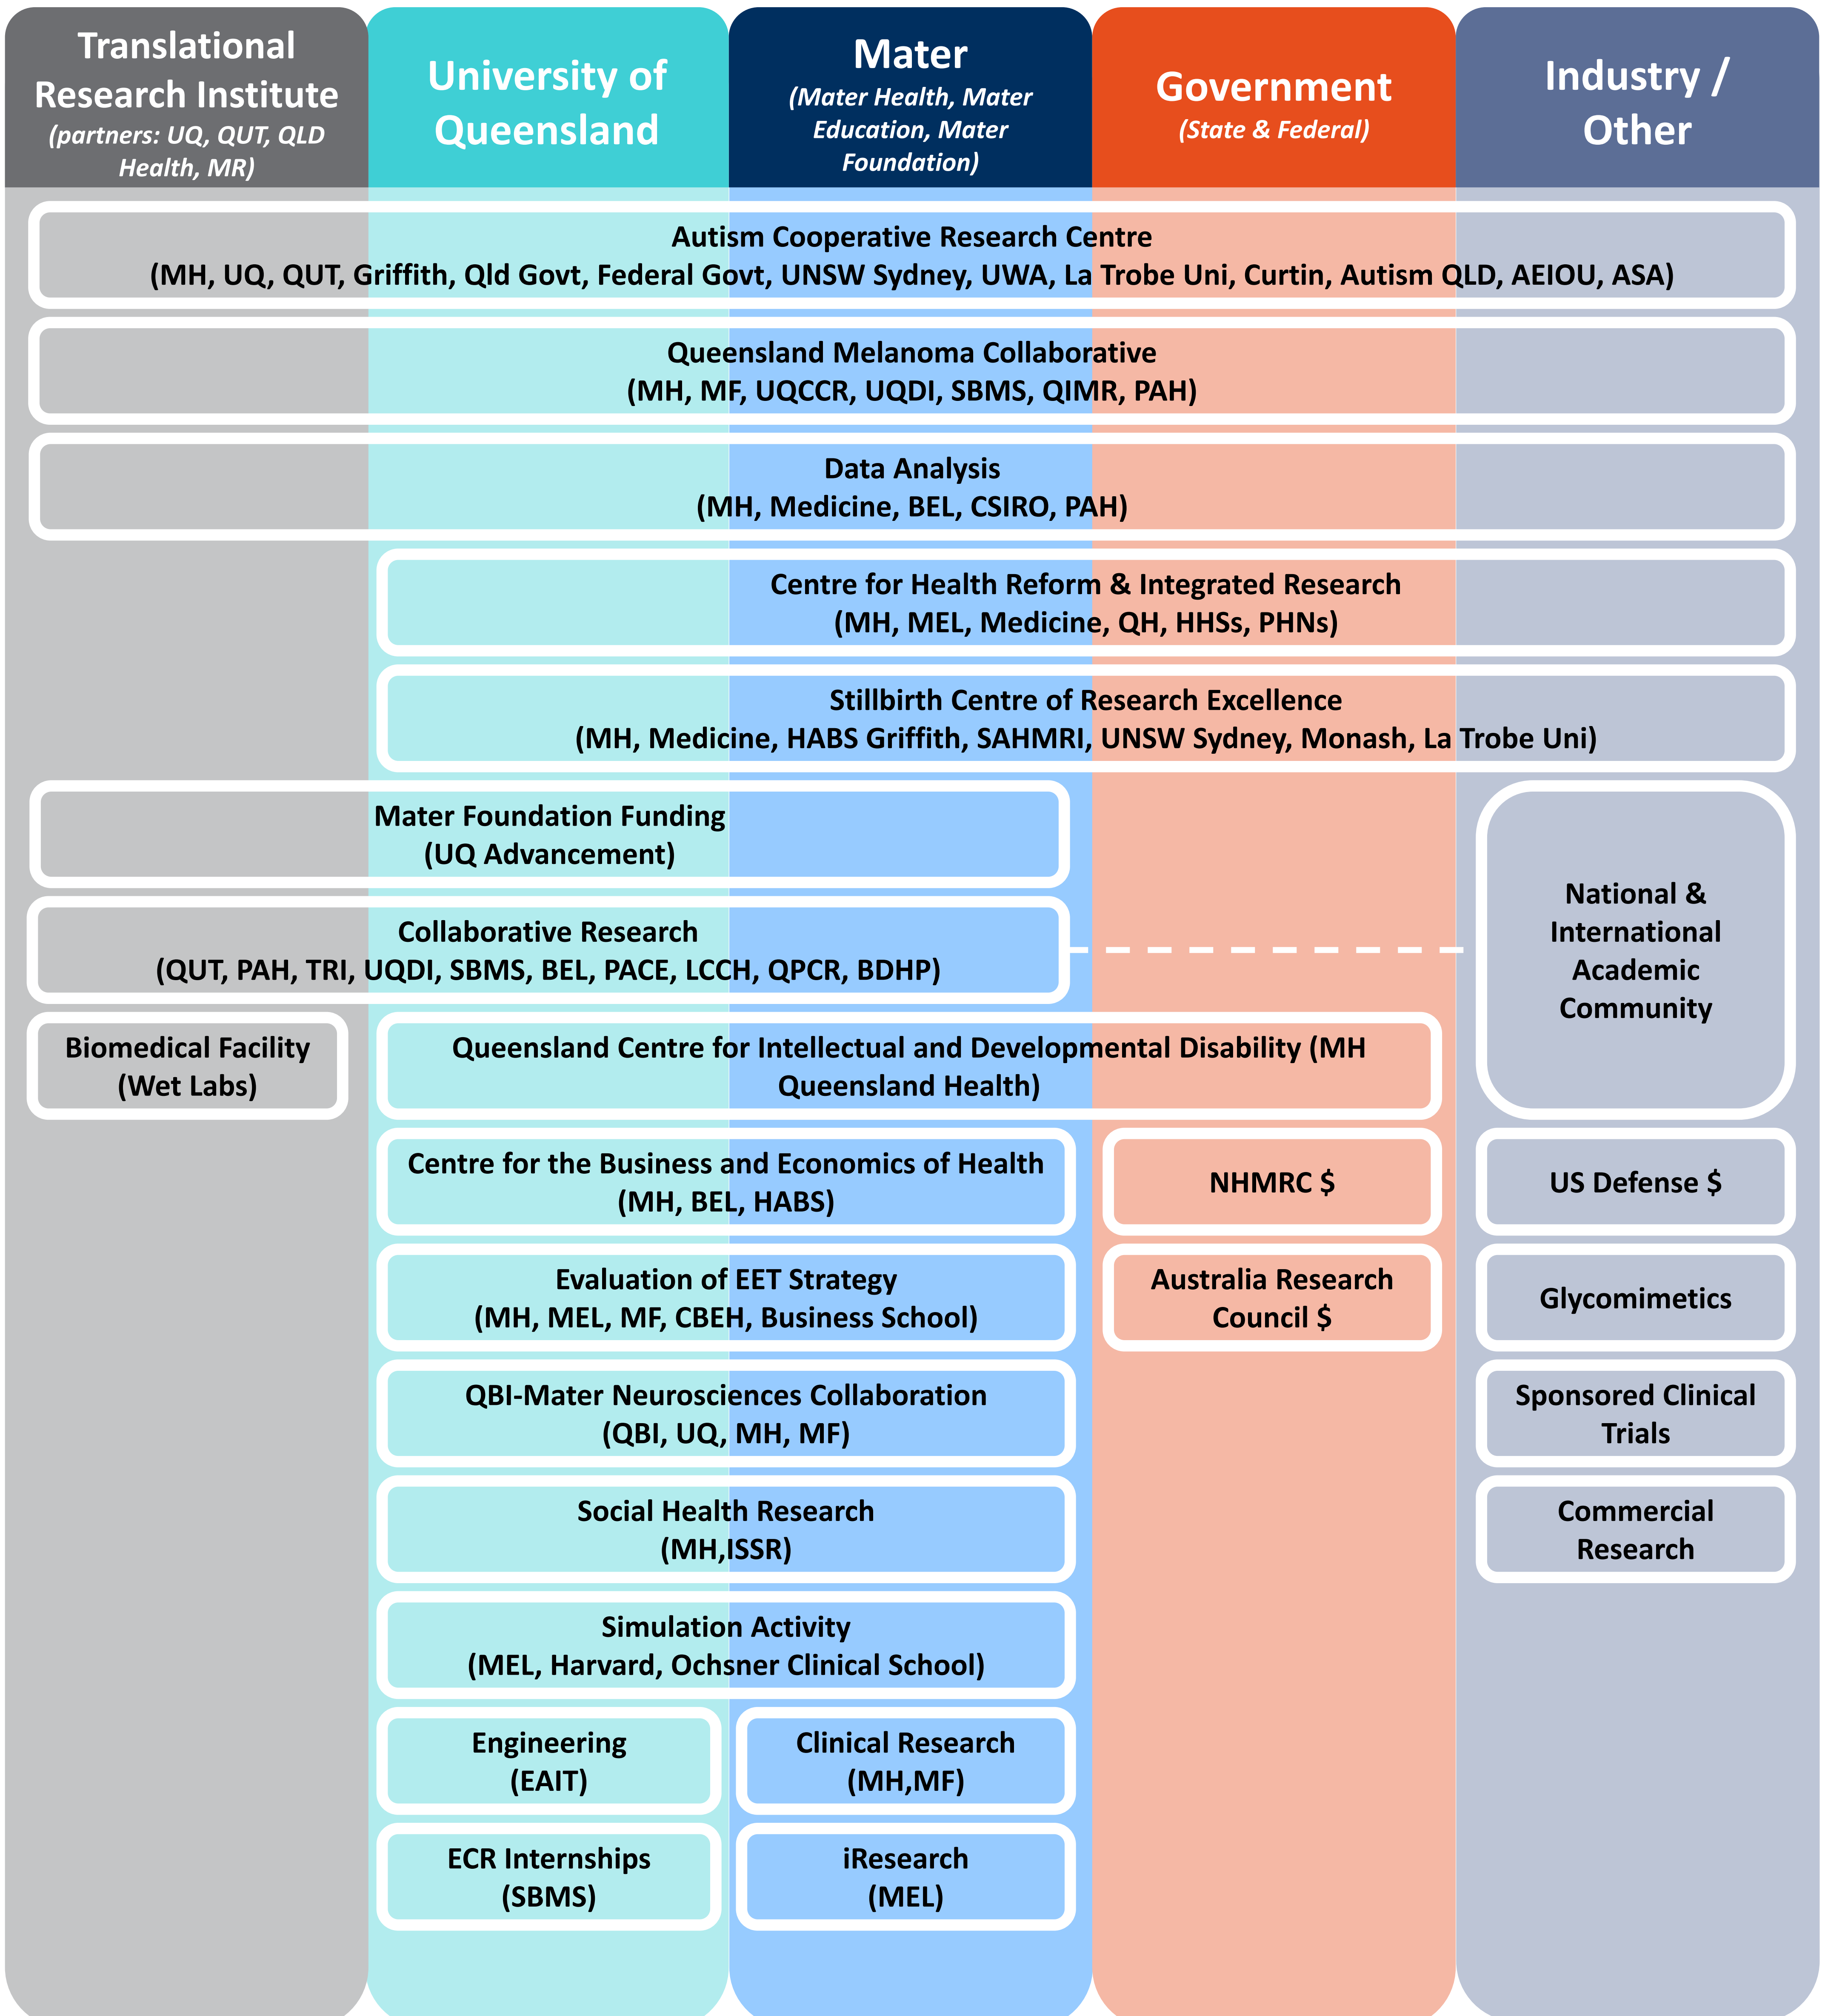 Translational
Research Institute
(partners: UQ, QUT, QLD
Health, MR)
University of
Queensland
Mater
(Mater Health, Mater
Education, Mater
Foundation)
Government
(State & Federal)
Industry /
Other
Autism Cooperative Research Centre
(MH, UQ, QUT, Griffith, Qld Govt, Federal Govt, UNSW Sydney, UWA, La Trobe Uni, Curtin, Autism QLD, AEIOU, ASA)
Queensland Melanoma Collaborative
(MH, MF, UQCCR, UQDI, SBMS, QIMR, PAH)
Data Analysis
(MH, Medicine, BEL, CSIRO, PAH)
Centre for Health Reform & Integrated Research
(MH, MEL, Medicine, QH, HHSs, PHNs)
Stillbirth Centre of Research Excellence
(MH, Medicine, HABS Griffith, SAHMRI, UNSW Sydney, Monash, La Trobe Uni)
Mater Foundation Funding
(UQ Advancement)
Collaborative Research
(QUT, PAH, TRI, UQDI, SBMS, BEL, PACE, LCCH, QPCR, BDHP)
National &
International
Academic
Community
Biomedical Facility
(Wet Labs)
Queensland Centre for Intellectual and Developmental Disability (MH
Queensland Health)
Centre for the Business and Economics of Health
(MH, BEL, HABS)
NHMRC $
US Defense $
Evaluation of EET Strategy
(MH, MEL, MF, CBEH, Business School)
Australia Research
Council $
Glycomimetics
QBI-Mater Neurosciences Collaboration
(QBI, UQ, MH, MF)
Sponsored Clinical
Trials
Social Health Research
(MH,ISSR)
Commercial
Research
Simulation Activity
(MEL, Harvard, Ochsner Clinical School)
Engineering
(EAIT)
Clinical Research
(MH,MF)
ECR Internships
(SBMS)
iResearch
(MEL)